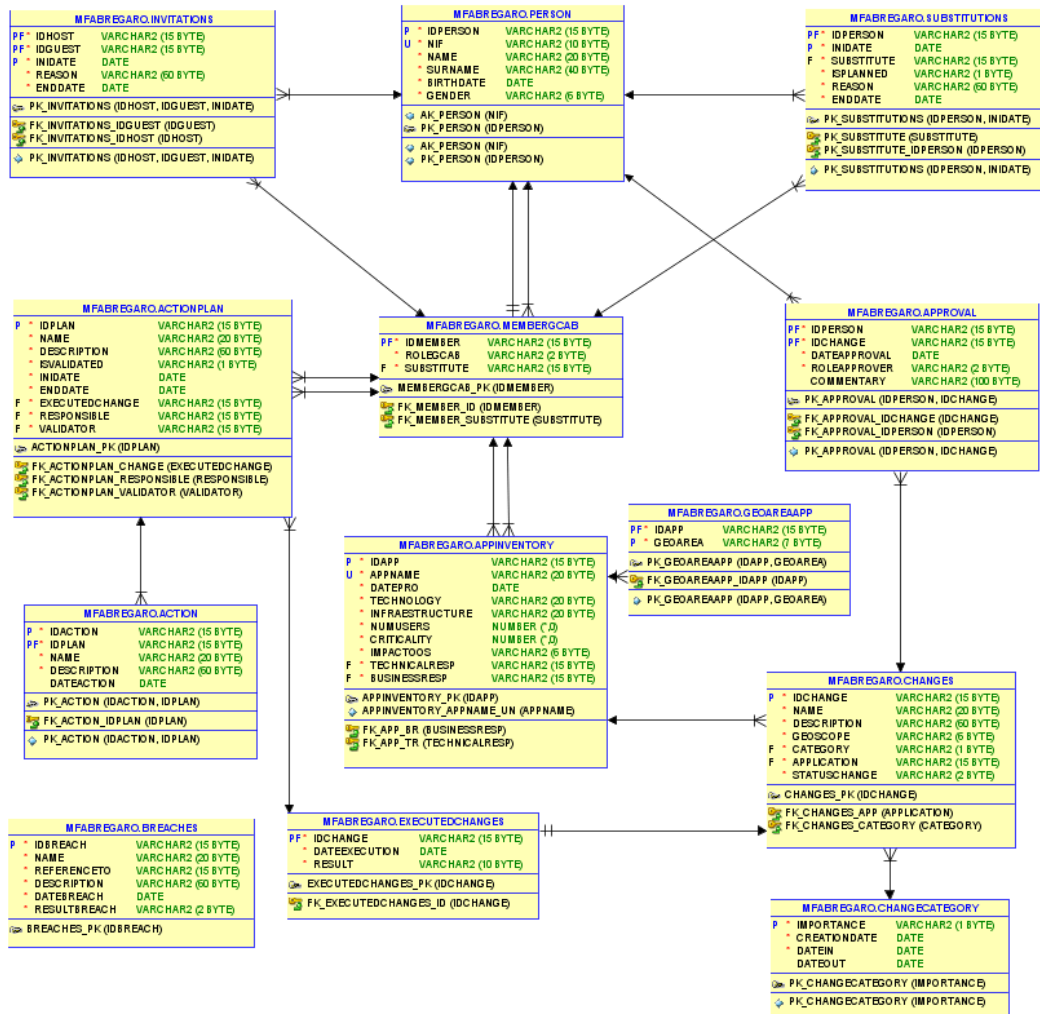 MFABREGARO.INVITATIONS
PF* IDHOST VARCHAR2 (15 BYTE)
PF* IDGUEST VARCHAR2 (15 BYTE)
P * INIDATE DATE
* REASON VARCHAR2 (60 BYTE)
* ENDDATE DATE
PK_INVITATIONS (IDHOST, IDGUEST, INIDATE)
FK_INVITATIONS_IDGUEST (IDGUEST)
FK_INVITATIONS_IDHOST (IDHOST)
PK_INVITATIONS (IDHOST, IDGUEST, INIDATE)
MFABREGARO.PERSON
P * IDPERSON VARCHAR2 (15 BYTE)
U * NIF VARCHAR2 (10 BYTE)
* NAME VARCHAR2 (20 BYTE)
* SURNAME VARCHAR2 (40 BYTE)
* BIRTHDATE DATE
* GENDER VARCHAR2 (6 BYTE)
AK_PERSON (NIF)
PK_PERSON (IDPERSON)
AK_PERSON (NIF)
PK_PERSON (IDPERSON)
MFABREGARO.SUBSTITUTIONS
PF* IDPERSON VARCHAR2 (15 BYTE)
P * INIDATE DATE
F * SUBSTITUTE VARCHAR2 (15 BYTE)
* ISPLANNED VARCHAR2 (1 BYTE)
* REASON VARCHAR2 (60 BYTE)
* ENDDATE DATE
PK_SUBSTITUTIONS (IDPERSON, INIDATE)
PK_SUBSTITUTE (SUBSTITUTE)
PK_SUBSTITUTE_IDPERSON (IDPERSON)
PK_SUBSTITUTIONS (IDPERSON, INIDATE)
MFABREGARO.ACTIONPLAN
P * IDPLAN VARCHAR2 (15 BYTE)
* NAME VARCHAR2 (20 BYTE)
* DESCRIPTION VARCHAR2 (60 BYTE)
* ISVALIDATED VARCHAR2 (1 BYTE)
* INIDATE DATE
* ENDDATE DATE
F * EXECUTEDCHANGE VARCHAR2 (15 BYTE)
F * RESPONSIBLE VARCHAR2 (15 BYTE)
F * VALIDATOR VARCHAR2 (15 BYTE)
ACTIONPLAN_PK (IDPLAN)
FK_ACTIONPLAN_CHANGE (EXECUTEDCHANGE)
FK_ACTIONPLAN_RESPONSIBLE (RESPONSIBLE)
FK_ACTIONPLAN_VALIDATOR (VALIDATOR)
MFABREGARO.MEMBERGCAB
PF* IDMEMBER VARCHAR2 (15 BYTE)
* ROLEGCAB VARCHAR2 (2 BYTE)
F * SUBSTITUTE VARCHAR2 (15 BYTE)
MEMBERGCAB_PK (IDMEMBER)
FK_MEMBER_ID (IDMEMBER)
FK_MEMBER_SUBSTITUTE (SUBSTITUTE)
MFABREGARO.APPROVAL
PF* IDPERSON VARCHAR2 (15 BYTE)
PF* IDCHANGE VARCHAR2 (15 BYTE)
* DATEAPPROVAL DATE
* ROLEAPPROVER VARCHAR2 (2 BYTE)
COMMENTARY VARCHAR2 (100 BYTE)
PK_APPROVAL (IDPERSON, IDCHANGE)
FK_APPROVAL_IDCHANGE (IDCHANGE)
FK_APPROVAL_IDPERSON (IDPERSON)
PK_APPROVAL (IDPERSON, IDCHANGE)
MFABREGARO.GEOAREAAPP
PF* IDAPP VARCHAR2 (15 BYTE)
P * GEOAREA VARCHAR2 (7 BYTE)
PK_GEOAREAAPP (IDAPP, GEOAREA)
FK_GEOAREAAPP_IDAPP (IDAPP)
PK_GEOAREAAPP (IDAPP, GEOAREA)
MFABREGARO.APPINVENTORY
P * IDAPP VARCHAR2 (15 BYTE)
U * APPNAME VARCHAR2 (20 BYTE)
* DATEPRO DATE
* TECHNOLOGY VARCHAR2 (20 BYTE)
* INFRAESTRUCTURE VARCHAR2 (20 BYTE)
* NUMUSERS NUMBER (*,0)
* CRITICALITY NUMBER (*,0)
* IMPACTOOS VARCHAR2 (6 BYTE)
F * TECHNICALRESP VARCHAR2 (15 BYTE)
F * BUSINESSRESP VARCHAR2 (15 BYTE)
APPINVENTORY_PK (IDAPP)
APPINVENTORY_APPNAME_UN (APPNAME)
FK_APP_BR (BUSINESSRESP)
FK_APP_TR (TECHNICALRESP)
MFABREGARO.ACTION
P * IDACTION VARCHAR2 (15 BYTE)
PF* IDPLAN VARCHAR2 (15 BYTE)
* NAME VARCHAR2 (20 BYTE)
* DESCRIPTION VARCHAR2 (60 BYTE)
DATEACTION DATE
PK_ACTION (IDACTION, IDPLAN)
FK_ACTION_IDPLAN (IDPLAN)
PK_ACTION (IDACTION, IDPLAN)
MFABREGARO.CHANGES
P * IDCHANGE VARCHAR2 (15 BYTE)
* NAME VARCHAR2 (20 BYTE)
* DESCRIPTION VARCHAR2 (60 BYTE)
* GEOSCOPE VARCHAR2 (6 BYTE)
F * CATEGORY VARCHAR2 (1 BYTE)
F * APPLICATION VARCHAR2 (15 BYTE)
* STATUSCHANGE VARCHAR2 (2 BYTE)
CHANGES_PK (IDCHANGE)
FK_CHANGES_APP (APPLICATION)
FK_CHANGES_CATEGORY (CATEGORY)
MFABREGARO.BREACHES
P * IDBREACH VARCHAR2 (15 BYTE)
* NAME VARCHAR2 (20 BYTE)
* REFERENCETO VARCHAR2 (15 BYTE)
* DESCRIPTION VARCHAR2 (60 BYTE)
* DATEBREACH DATE
* RESULTBREACH VARCHAR2 (2 BYTE)
BREACHES_PK (IDBREACH)
MFABREGARO.EXECUTEDCHANGES
PF* IDCHANGE VARCHAR2 (15 BYTE)
* DATEEXECUTION DATE
* RESULT VARCHAR2 (10 BYTE)
EXECUTEDCHANGES_PK (IDCHANGE)
FK_EXECUTEDCHANGES_ID (IDCHANGE)
MFABREGARO.CHANGECATEGORY
P * IMPORTANCE VARCHAR2 (1 BYTE)
* CREATIONDATE DATE
* DATEIN DATE
DATEOUT DATE
PK_CHANGECATEGORY (IMPORTANCE)
PK_CHANGECATEGORY (IMPORTANCE)